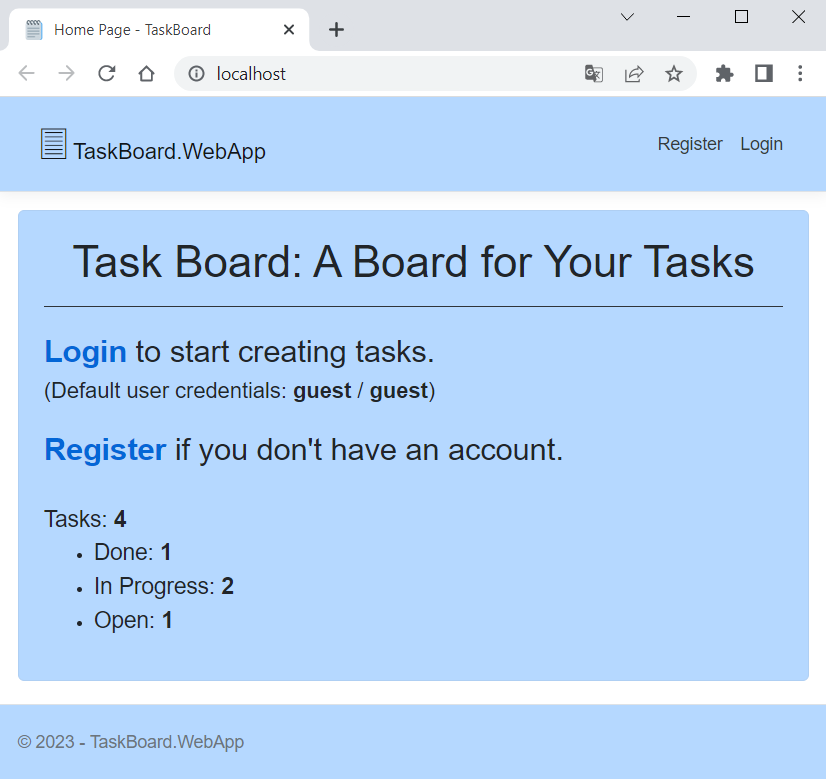 Home Page - TaskBoard
localhost
TaskBoard.WebApp
Register Login
Task Board: A Board for Your Tasks
Login to start creating tasks.
(Default user credentials: guest / guest)
Register if you don't have an account.
Tasks: 4
• Done: 1
• In Progress: 2
• Open: 1
© 2023 - TaskBoard.WebApp